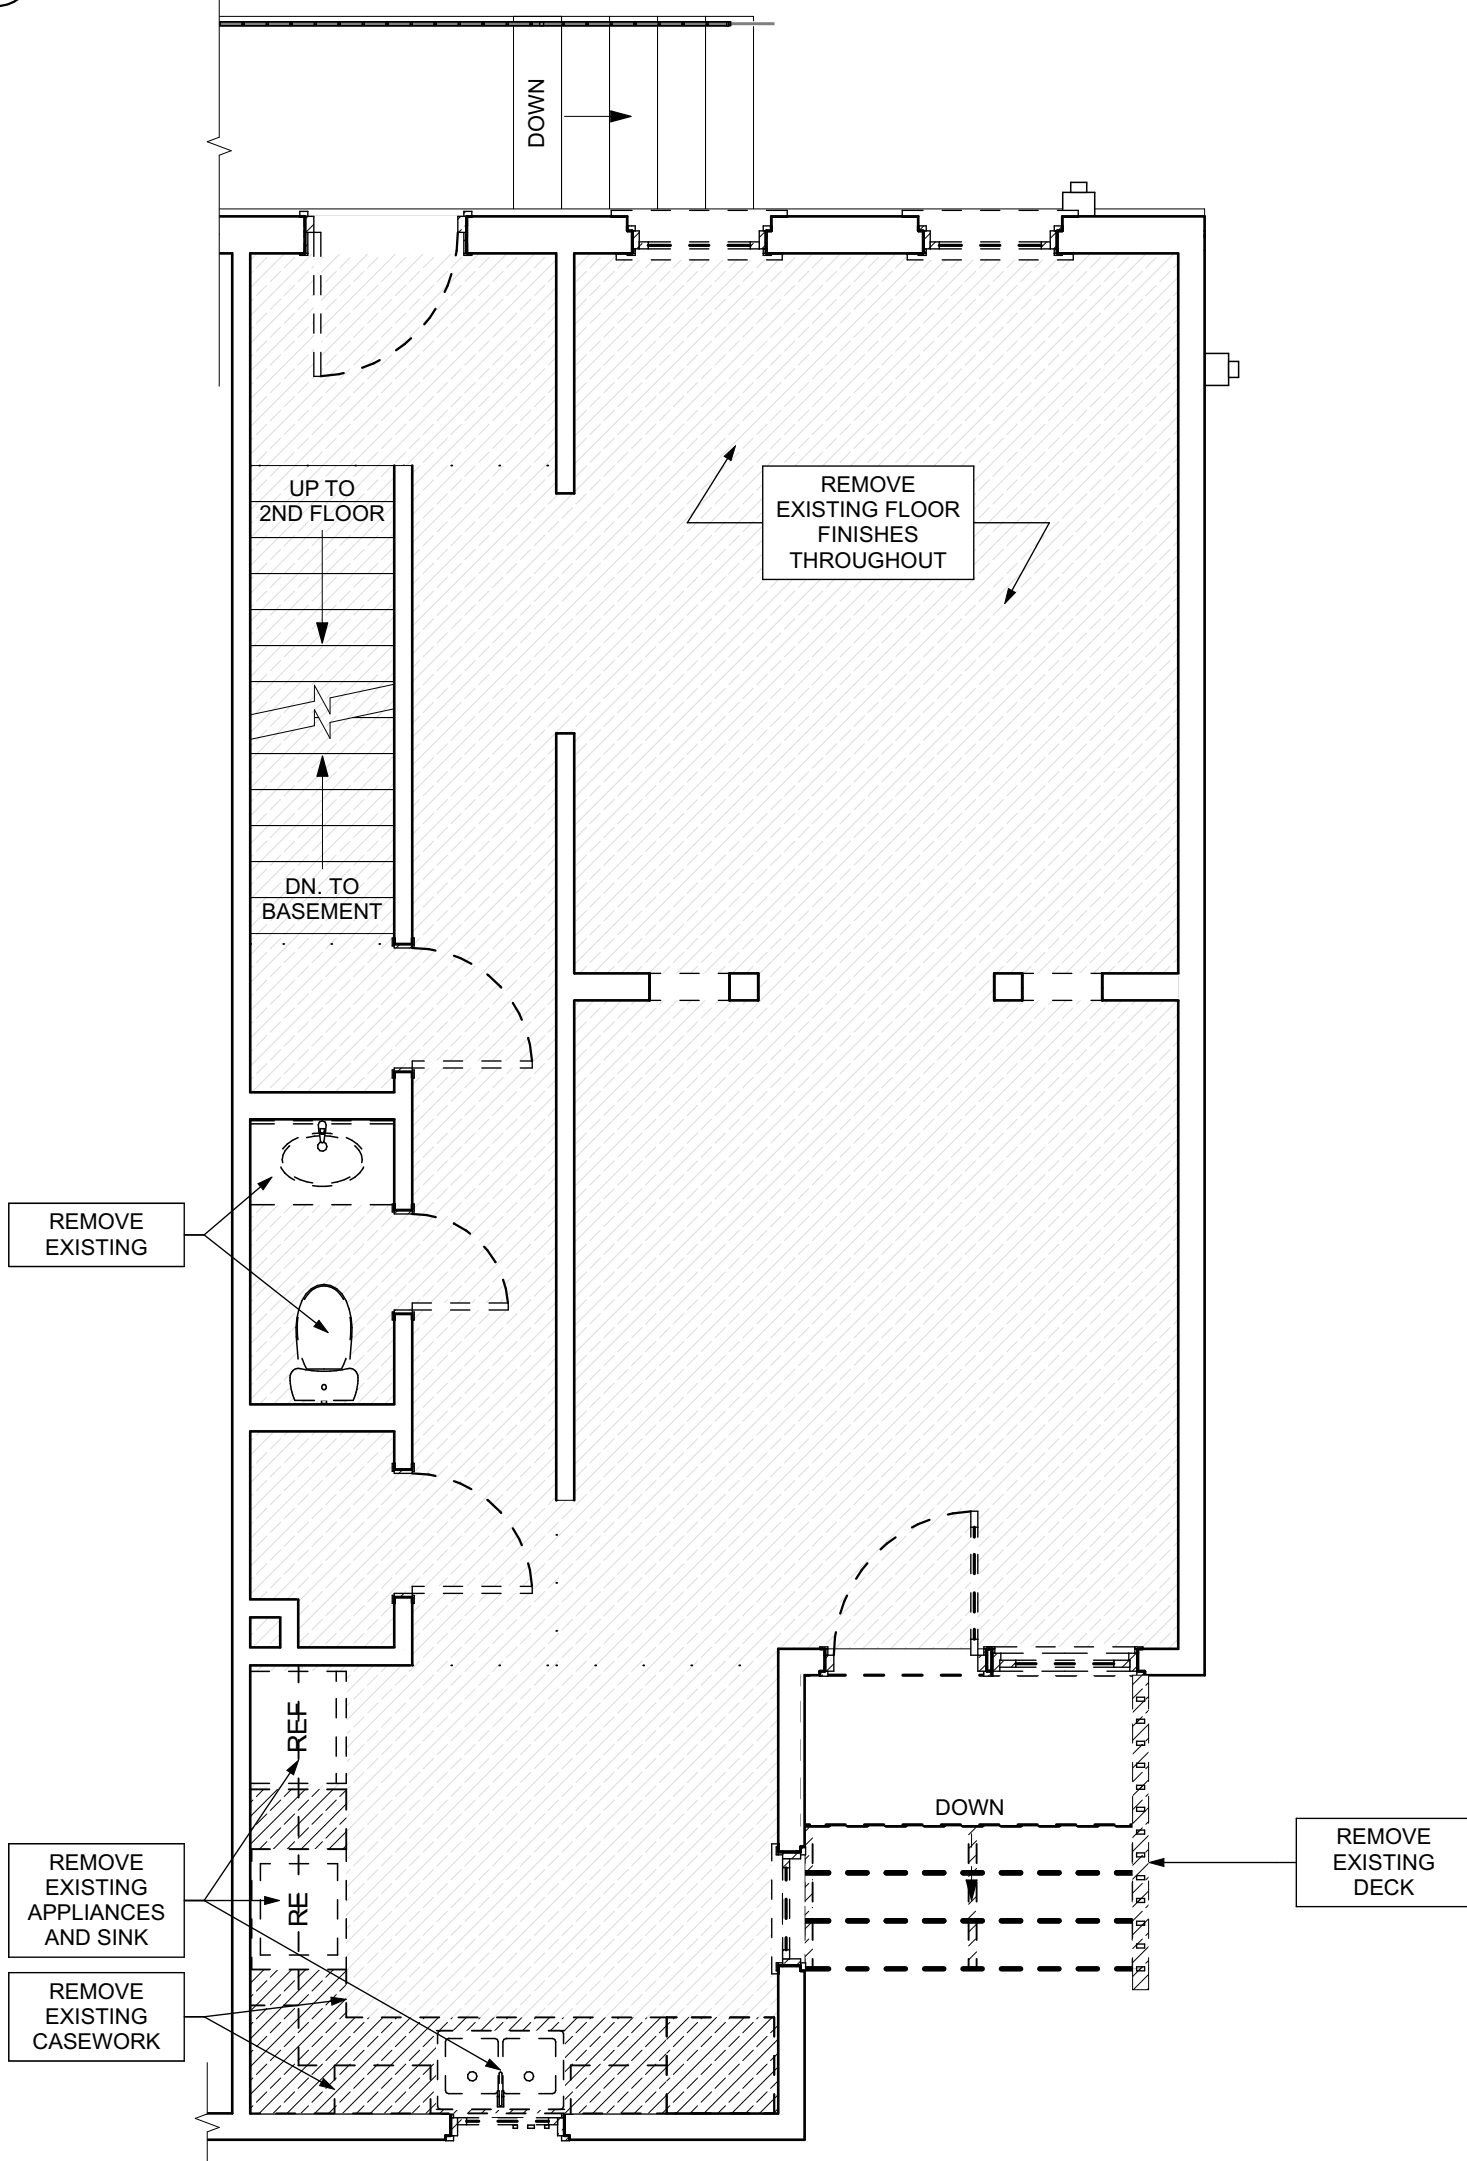 DOWN
UP TO
2ND FLOOR
REMOVE
EXISTING FLOOR
FINISHES
THROUGHOUT
DN. TO
BASEMENT
REMOVE
EXISTING
REF
DOWN
REMOVE
EXISTING
DECK
REMOVE
EXISTING
APPLIANCES
AND SINK
RE
REMOVE
EXISTING
CASEWORK